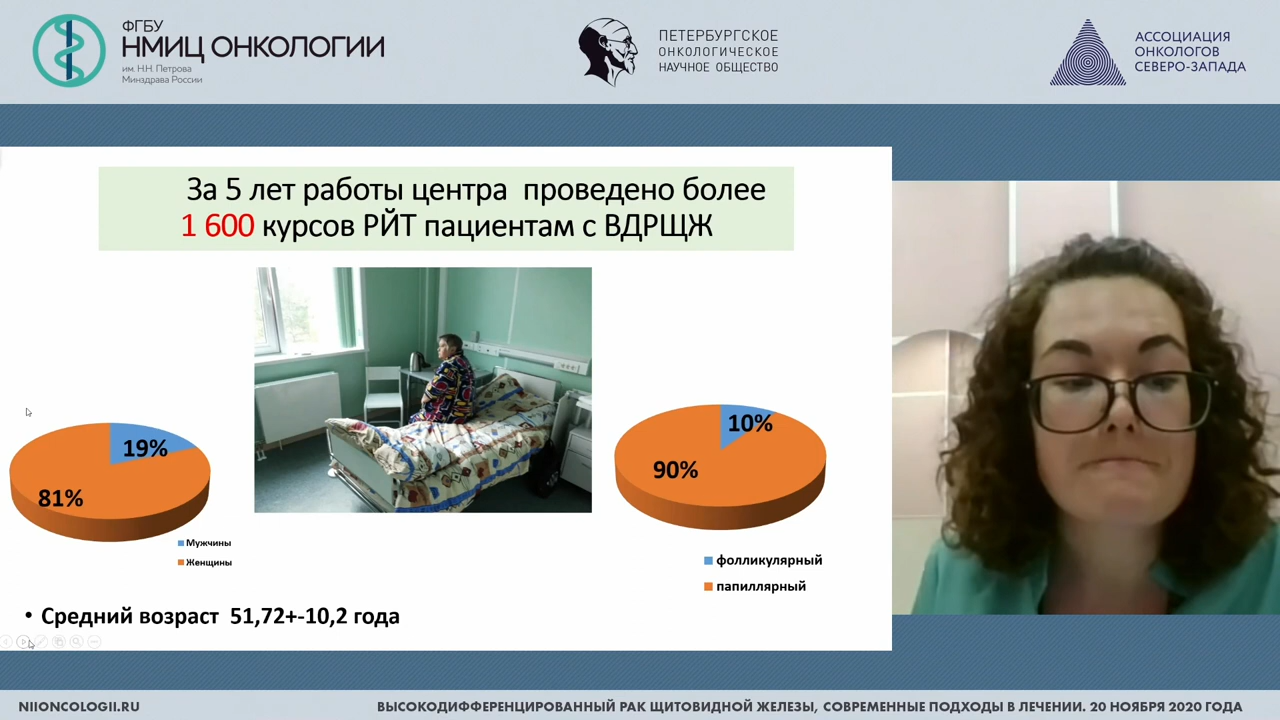 ФГБУ
НМИЦ ОНКОЛОГИИ
им. Н.Н. Петрова
Минздрава России
ПЕТЕРБУРГСКОЕ
ОНКОЛОГИЧЕСКОЕ
НАУЧНОЕ ОБЩЕСТВО
АССОЦИАЦИЯ
ОНКОЛОГОВ
СЕВЕРО-ЗАПАДА
За 5 лет работы центра проведено более
1 600 курсов РЙТ пациентам с ВДРЩЖ
19%
81%
Мужчины
Женщины
10%
90%
фолликулярный
папиллярный
• Средний возраст 51,72+-10,2 года
NIIONCOLOGII.RU
ВЫСОКОДИФФЕРЕНЦИРОВАННЫЙ РАК ЩИТОВИДНОЙ ЖЕЛЕЗЫ, СОВРЕМЕННЫЕ ПОДХОДЫ В ЛЕЧЕНИИ. 20 НОЯБРЯ 2020 ГОДА